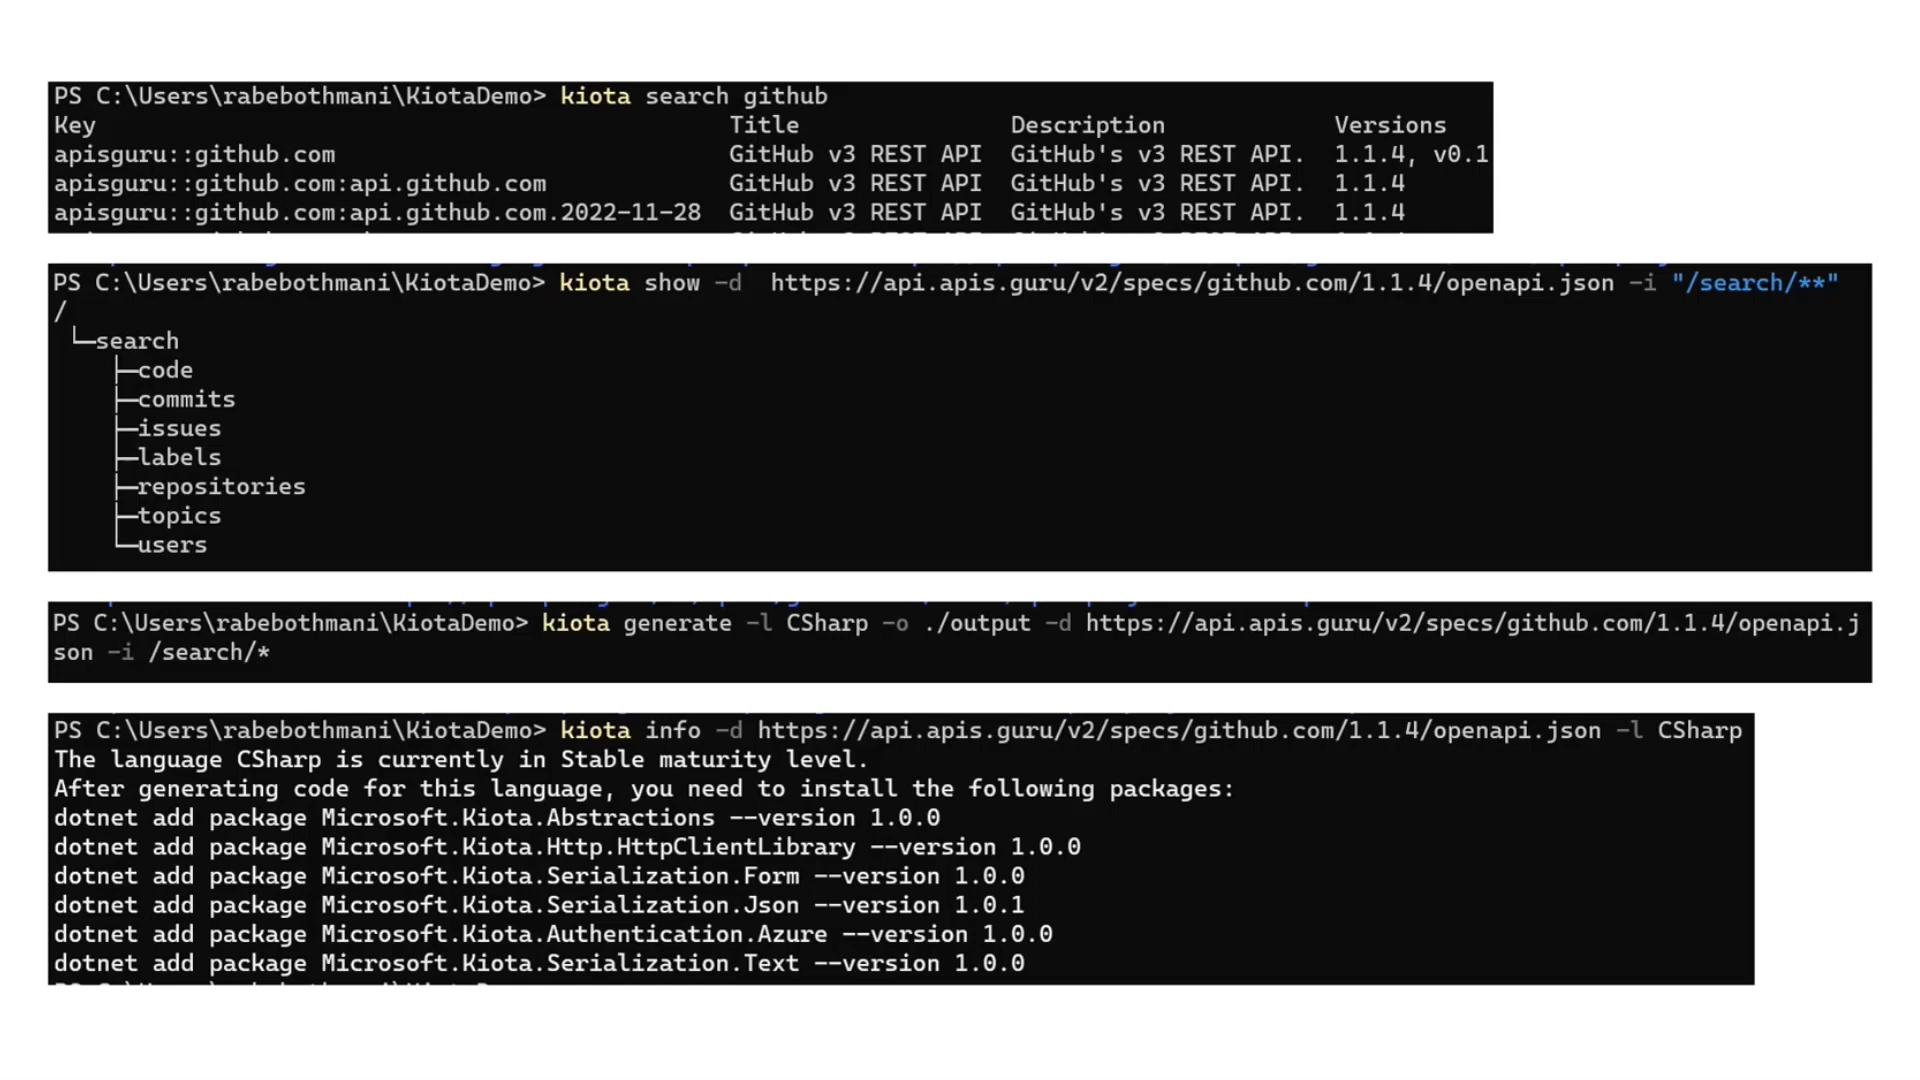 PS C:\Users\rabebothmani\KiotaDemo> kiota search github
Key Title Description Versions
apisguru::github.com GitHub v3 REST API GitHub's v3 REST API. 1.1.4, v0.1
apisguru::github.com:api.github.com GitHub v3 REST API GitHub's v3 REST API. 1.1.4
apisguru::github.com:api.github.com.2022-11-28 GitHub v3 REST API GitHub's v3 REST API. 1.1.4
PS C:\Users\rabebothmani\KiotaDemo> kiota show -d  https://api.apis.guru/v2/specs/github.com/1.1.4/openapi.json -i "/search/**"
/
└─search
├─code
├─commits
├─issues
├─labels
├─repositories
├─topics
└─users
PS C:\Users\rabebothmani\KiotaDemo> kiota generate -l CSharp -o ./output -d https://api.apis.guru/v2/specs/github.com/1.1.4/openapi.j
son -i /search/*
PS C:\Users\rabebothmani\KiotaDemo> kiota info -d https://api.apis.guru/v2/specs/github.com/1.1.4/openapi.json -l CSharp
The language CSharp is currently in Stable maturity level.
After generating code for this language, you need to install the following packages:
dotnet add package Microsoft.Kiota.Abstractions --version 1.0.0
dotnet add package Microsoft.Kiota.Http.HttpClientLibrary --version 1.0.0
dotnet add package Microsoft.Kiota.Serialization.Form --version 1.0.0
dotnet add package Microsoft.Kiota.Serialization.Json --version 1.0.1
dotnet add package Microsoft.Kiota.Authentication.Azure --version 1.0.0
dotnet add package Microsoft.Kiota.Serialization.Text --version 1.0.0